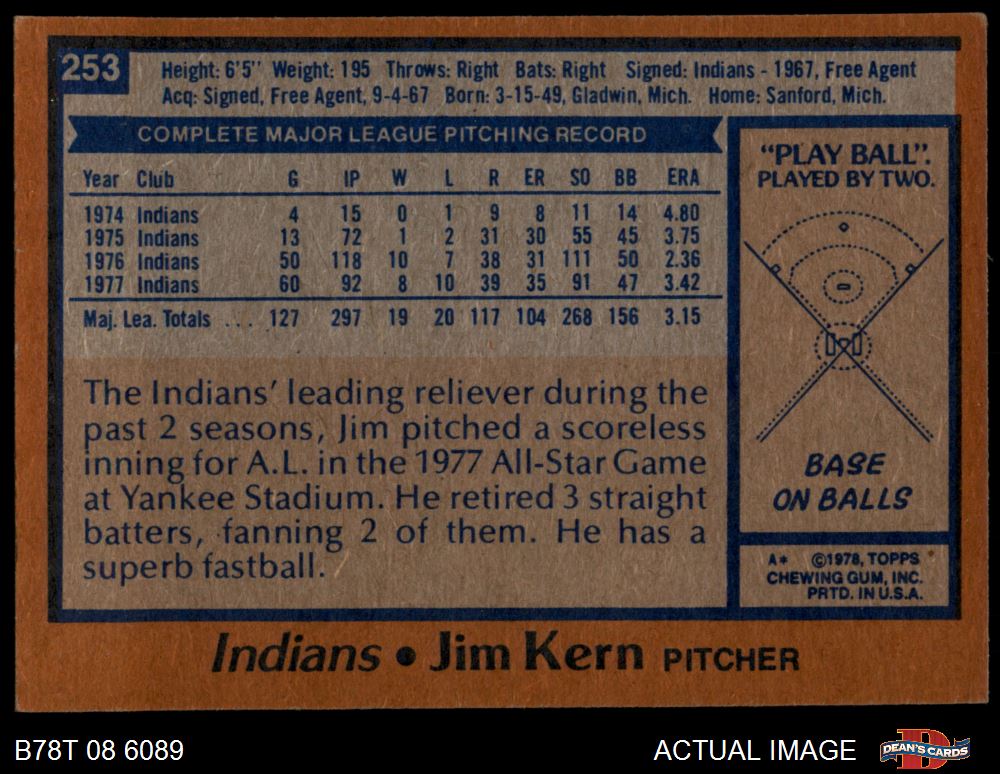 253
Height: 6'5" Weight: 195 Throws: Right Bats: Right Signed: Indians - 1967, Free Agent
Acq: Signed, Free Agent, 9-4-67 Born: 3-15-49, Gladwin, Mich. Home: Sanford, Mich.
COMPLETE MAJOR LEAGUE PITCHING RECORD
Year Club G IP W L R ER SO BB ERA
1974 Indians 4 15 0 1 9 8 11 14 4.80
1975 Indians 13 72 1 2 31 30 55 45 3.75
1976 Indians 50 118 10 7 38 31 111 50 2.36
1977 Indians 60 92 8 10 39 35 91 47 3.42
Maj. Lea. Totals ... 127 297 19 20 117 104 268 156 3.15
The Indians' leading reliever during the
past 2 seasons, Jim pitched a scoreless
inning for A.L. in the 1977 All-Star Game
at Yankee Stadium. He retired 3 straight
batters, fanning 2 of them. He has a
superb fastball.
"PLAY BALL".
PLAYED BY TWO.
BASE
ON BALLS
A* ©1978, TOPPS
CHEWING GUM, INC.
PRTD. IN U.S.A.
Indians • Jim Kern PITCHER
B78T 08 6089
ACTUAL IMAGE
DEAN'S CARDS